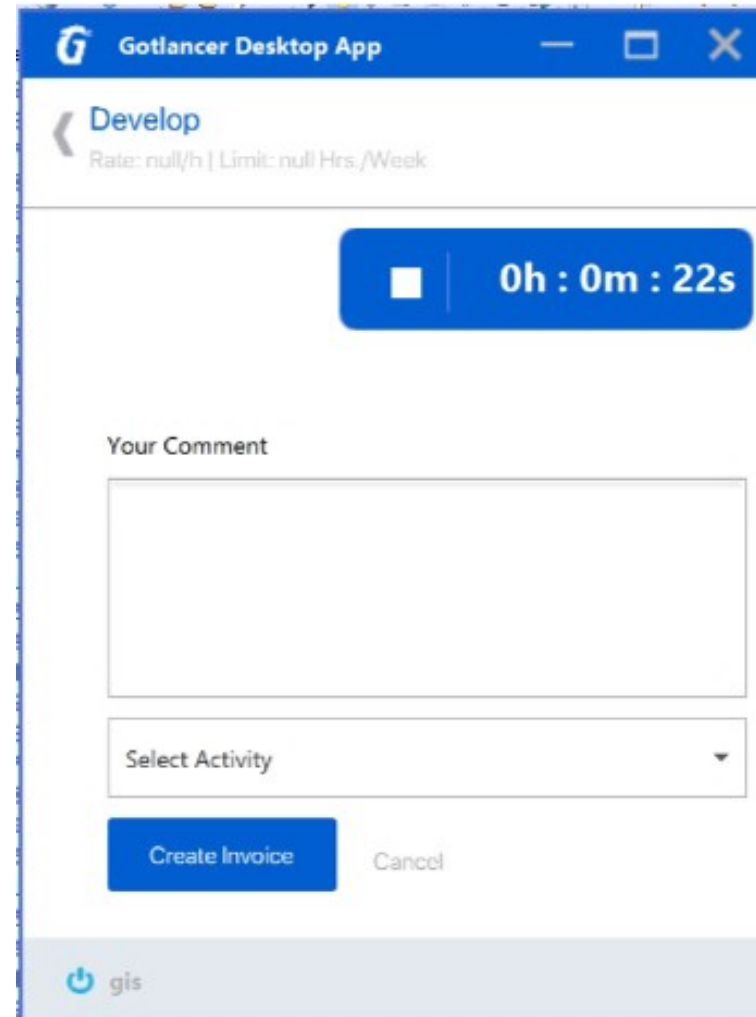 Gotlancer Desktop App
Develop
Rate: null/h | Limit: null Hrs./Week
0h : 0m : 22s
Your Comment
Select Activity
Create Invoice
Cancel
gis